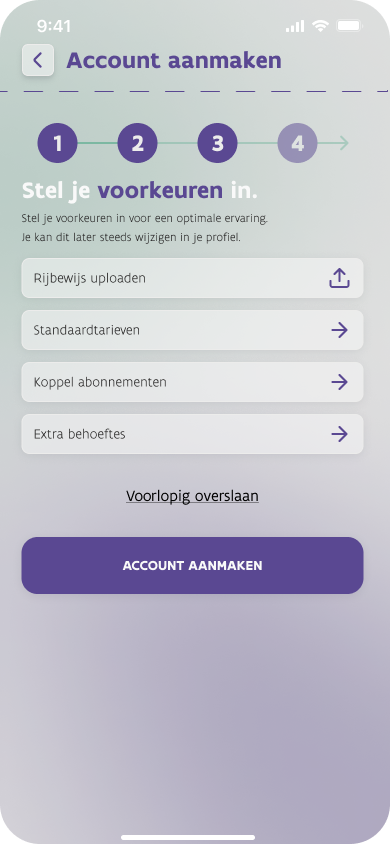 9:41
Account aanmaken
1 2 3 4
Stel je voorkeuren in.
Stel je voorkeuren in voor een optimale ervaring.
Je kan dit later steeds wijzigen in je profiel.
Rijbewijs uploaden
Standaardtarieven
Koppel abonnementen
Extra behoeftes
Voorlopig overslaan
ACCOUNT AANMAKEN